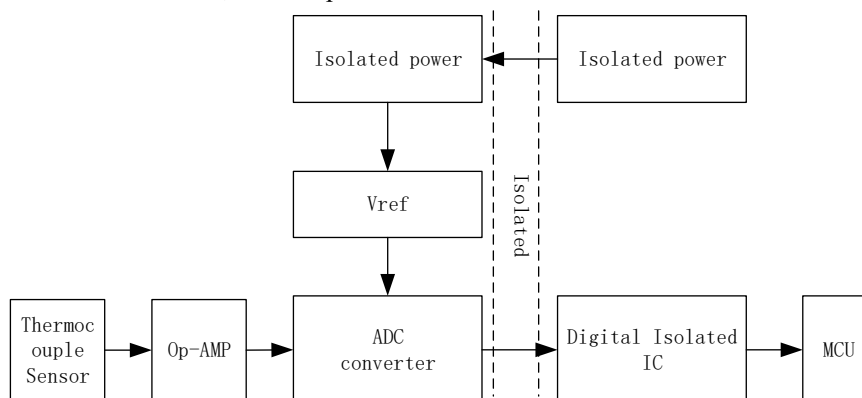 Isolated power
Isolated power
Isolated
Vref
Thermoc
ouple
Sensor
Op-AMP
ADC
converter
Digital Isolated
IC
MCU